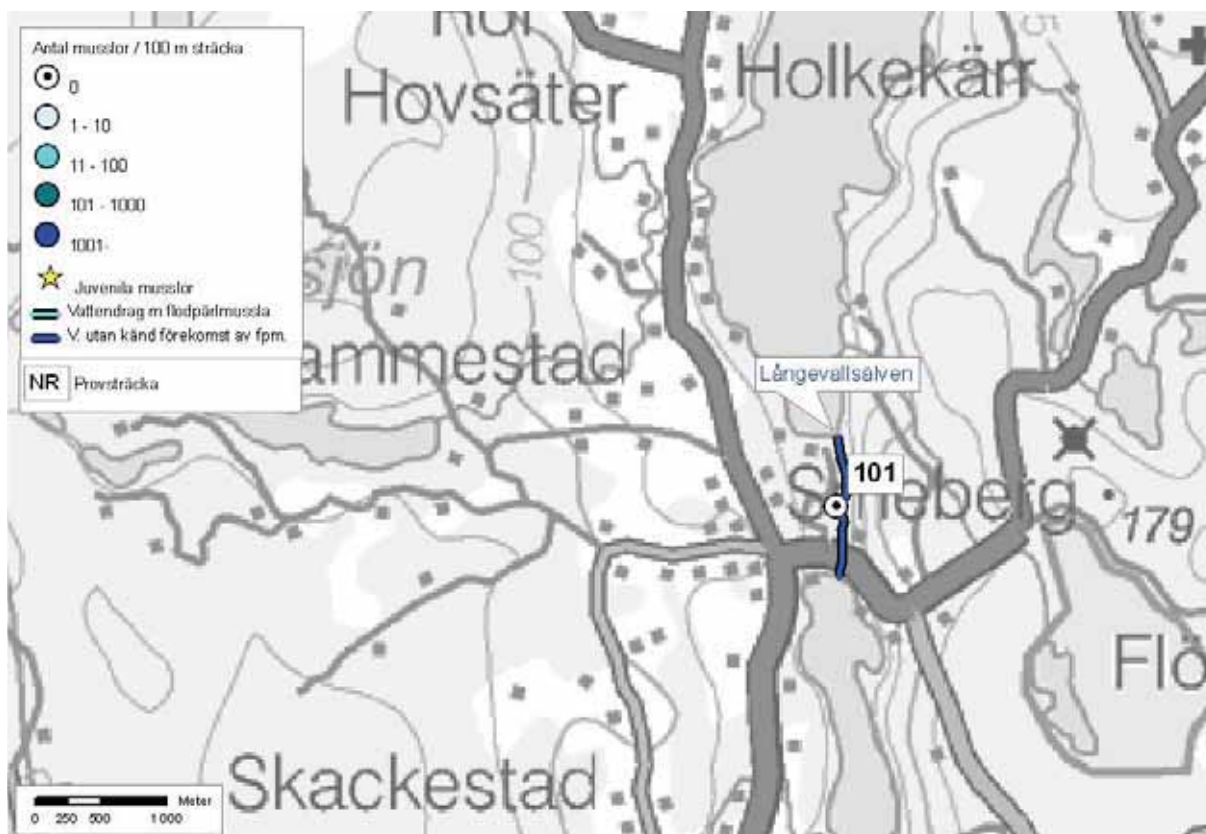 Antal musslor / 100 m sträcka
0
1 - 10
11 - 100
101 - 1000
1001-
Juvenila musslor
Vattendrag m flodpärlmussla
V. utan känd förekomst av fpm.
NR Provsträcka
Hovsäter
Holkekärr
100
sjön
ammestad
Långevallsälven
101
179
Flö
Skackestad
Meter
0 250 500 1 000